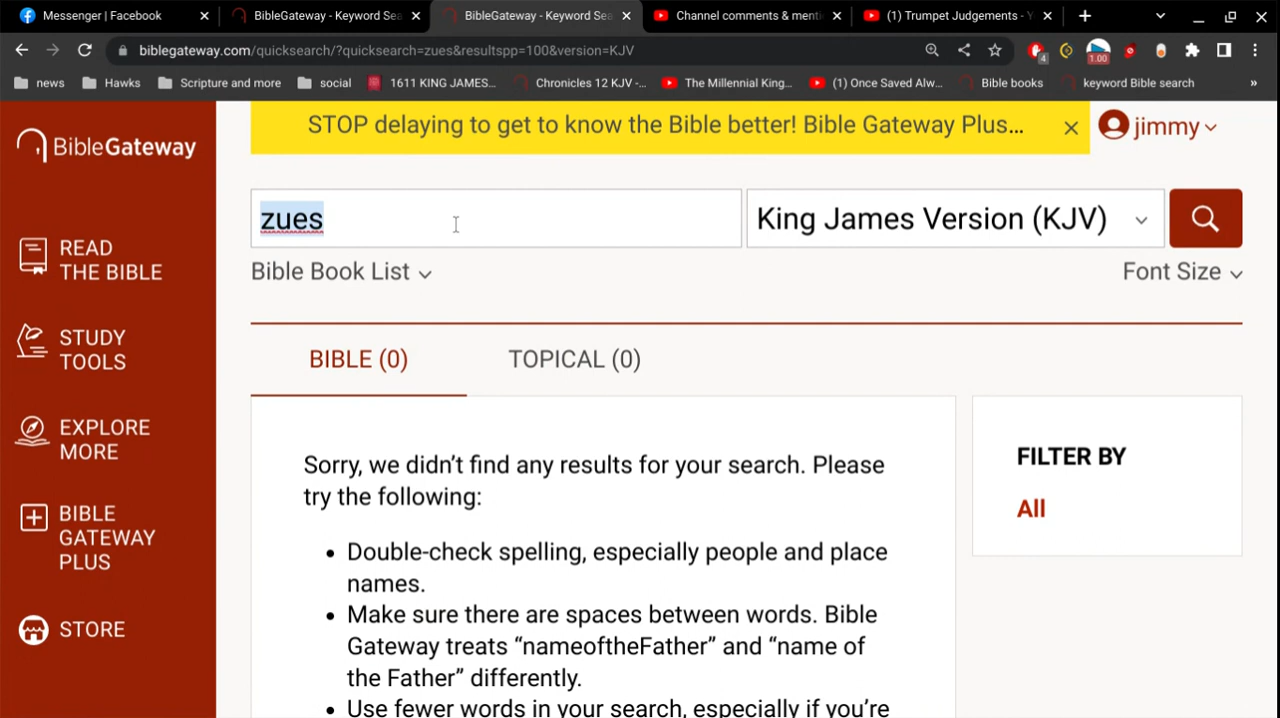 Messenger | Facebook
BibleGateway - Keyword Sea
BibleGateway - Keyword Sea
Channel comments & menti
(1) Trumpet Judgements - Y
biblegateway.com/quicksearch/?quicksearch=zues&resultspp=100&version=KJV
4
1.00
news
Hawks
Scripture and more
social
1611 KING JAMES...
Chronicles 12 KJV -...
The Millennial King...
(1) Once Saved Alw...
Bible books
keyword Bible search
»
BibleGateway
STOP delaying to get to know the Bible better! Bible Gateway Plus...
jimmy
zues
King James Version (KJV)
Bible Book List
Font Size
READ
THE BIBLE
STUDY
TOOLS
EXPLORE
MORE
BIBLE
GATEWAY
PLUS
STORE
BIBLE (0)
TOPICAL (0)
Sorry, we didn't find any results for your search. Please
try the following:
• Double-check spelling, especially people and place
names.
• Make sure there are spaces between words. Bible
Gateway treats “nameoftheFather” and “name of
the Father” differently.
• Use fewer words in your search, especially if you're
FILTER BY
All